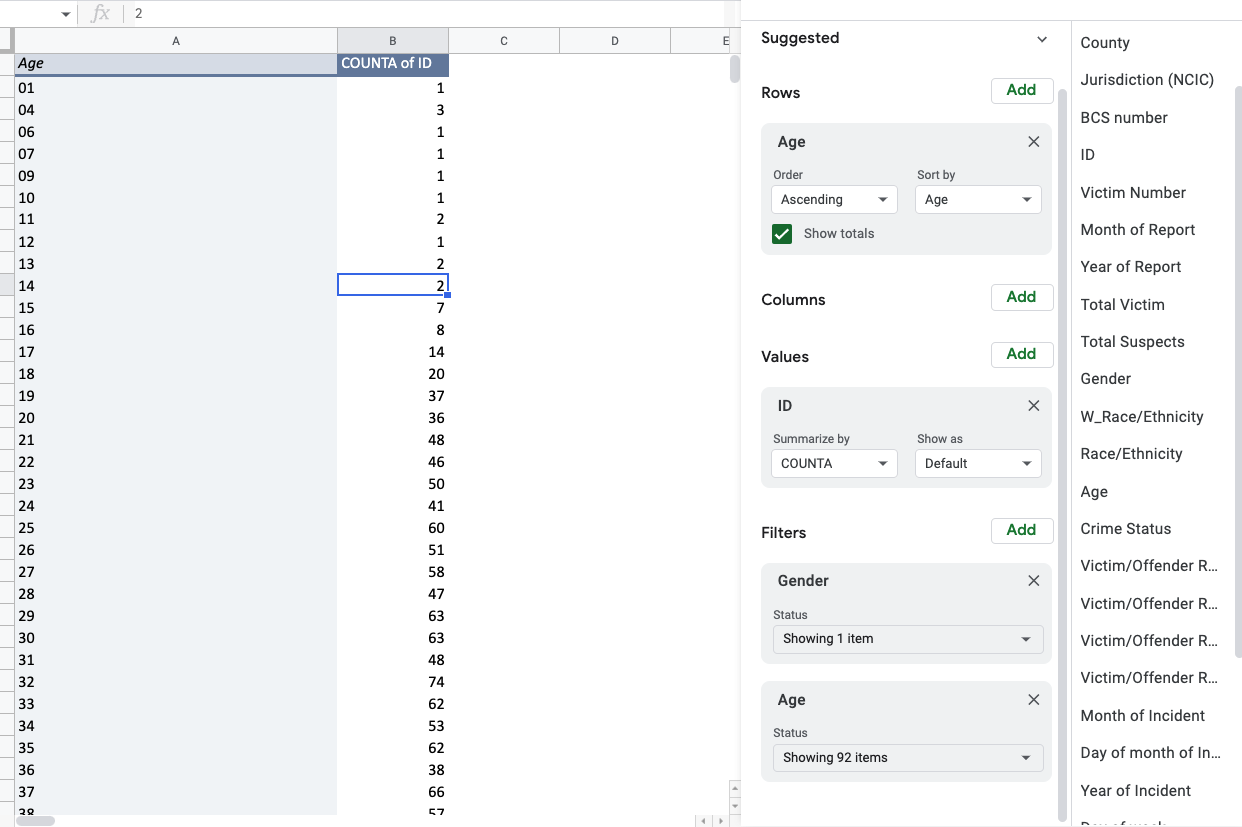 fx 2
A B C D E
Age COUNTA of ID
01 1
04 3
06 1
07 1
09 1
10 1
11 2
12 1
13 2
14 2
15 7
16 8
17 14
18 20
19 37
20 36
21 48
22 46
23 50
24 41
25 60
26 51
27 58
28 47
29 63
30 63
31 48
32 74
33 62
34 53
35 62
36 38
37 66
38 57
Suggested
Rows Add
Age
Order Sort by
Ascending Age
Show totals
Columns Add
Values Add
ID
Summarize by Show as
COUNTA Default
Filters Add
Gender
Status
Showing 1 item
Age
Status
Showing 92 items
County
Jurisdiction (NCIC)
BCS number
ID
Victim Number
Month of Report
Year of Report
Total Victim
Total Suspects
Gender
W_Race/Ethnicity
Race/Ethnicity
Age
Crime Status
Victim/Offender R...
Victim/Offender R...
Victim/Offender R...
Victim/Offender R...
Month of Incident
Day of month of In...
Year of Incident
Day of week